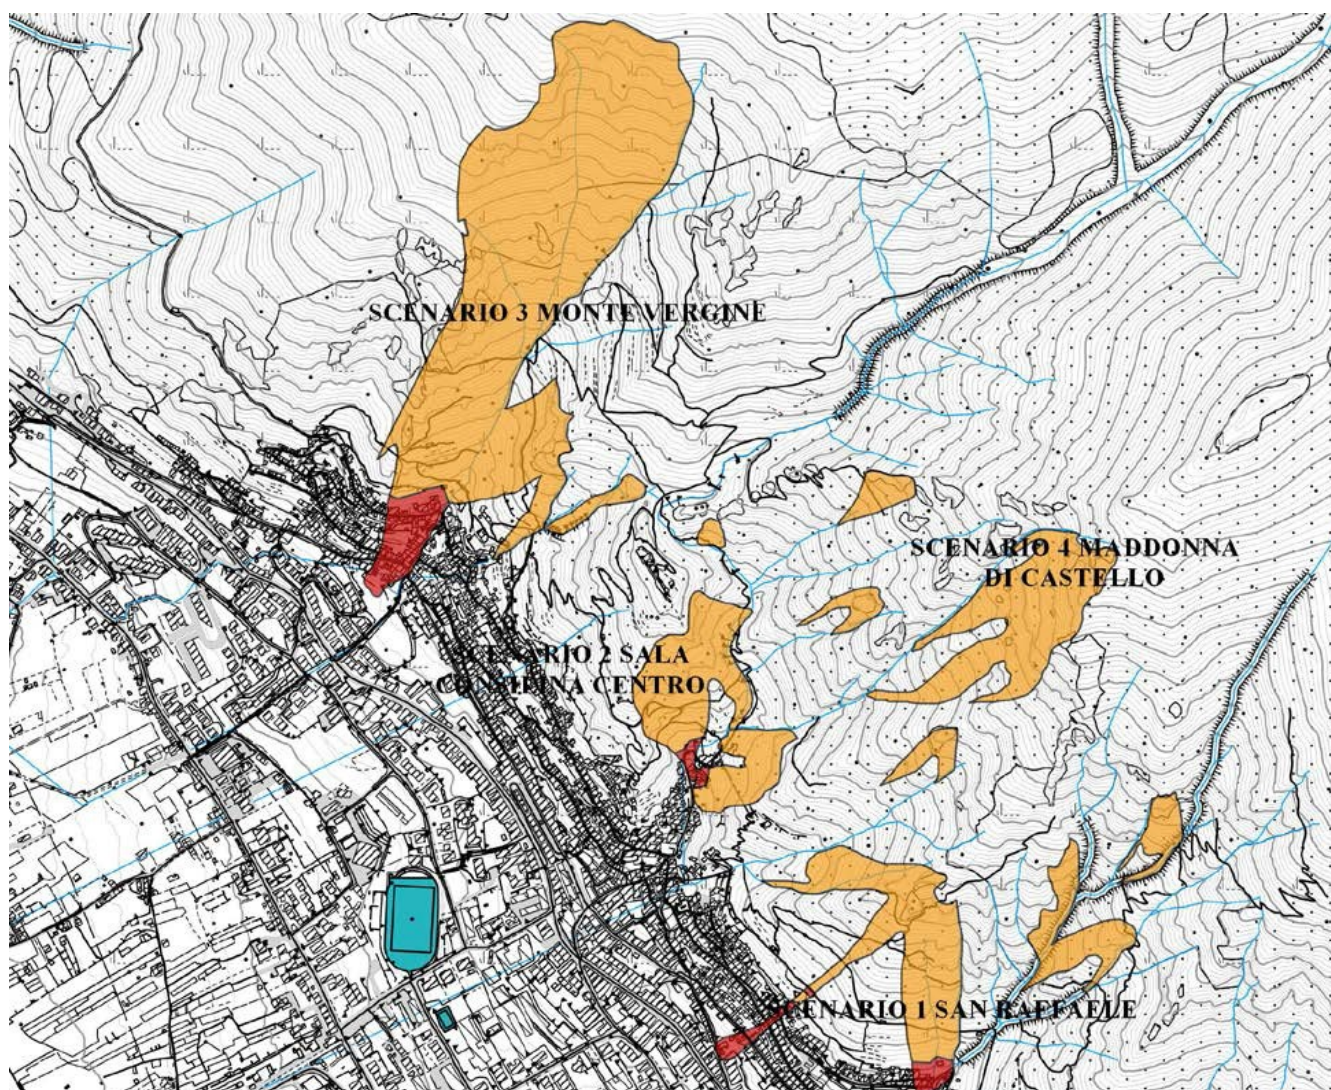 SCENARIO 3 MONTE VERGINE
SCENARIO 4 MADDONNA
DI CASTELLO
SCENARIO 2 SALA
CONSILINA CENTRO
SCENARIO 1 SAN RAFFAELE